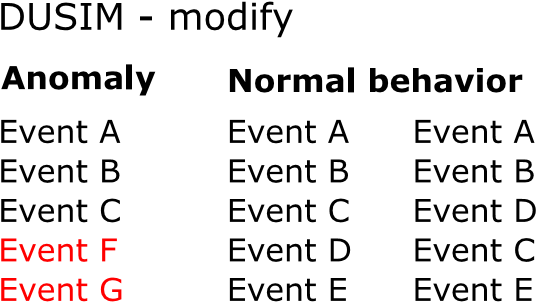 DUSIM - modify
Anomaly Normal behavior
Event A Event A Event A
Event B Event B Event B
Event C Event C Event D
Event F Event D Event C
Event G Event E Event E